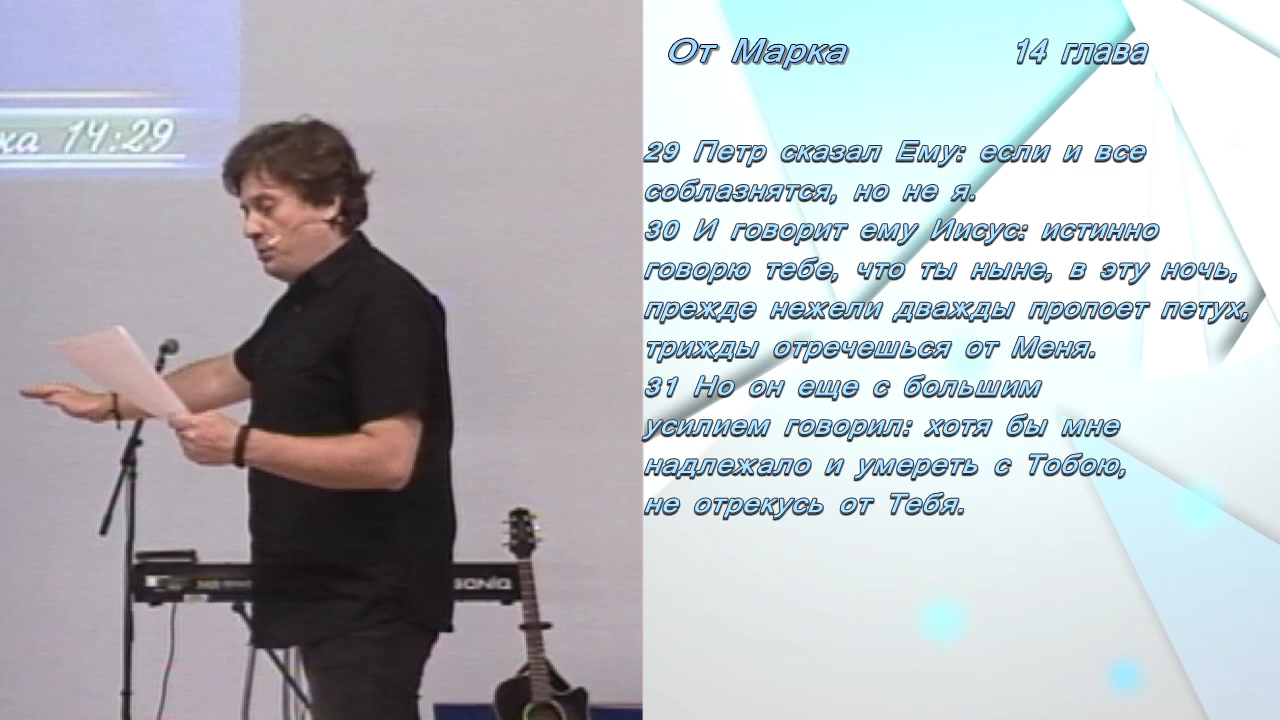 ка 14:29
От Марка 14 глава
29 Петр сказал Ему: если и все
соблазнятся, но не я.
30 И говорит ему Иисус: истинно
говорю тебе, что ты ныне, в эту ночь,
прежде нежели дважды пропоет петух,
трижды отречешься от Меня.
31 Но он еще с большим
усилием говорил: хотя бы мне
надлежало и умереть с Тобою,
не отрекусь от Тебя.